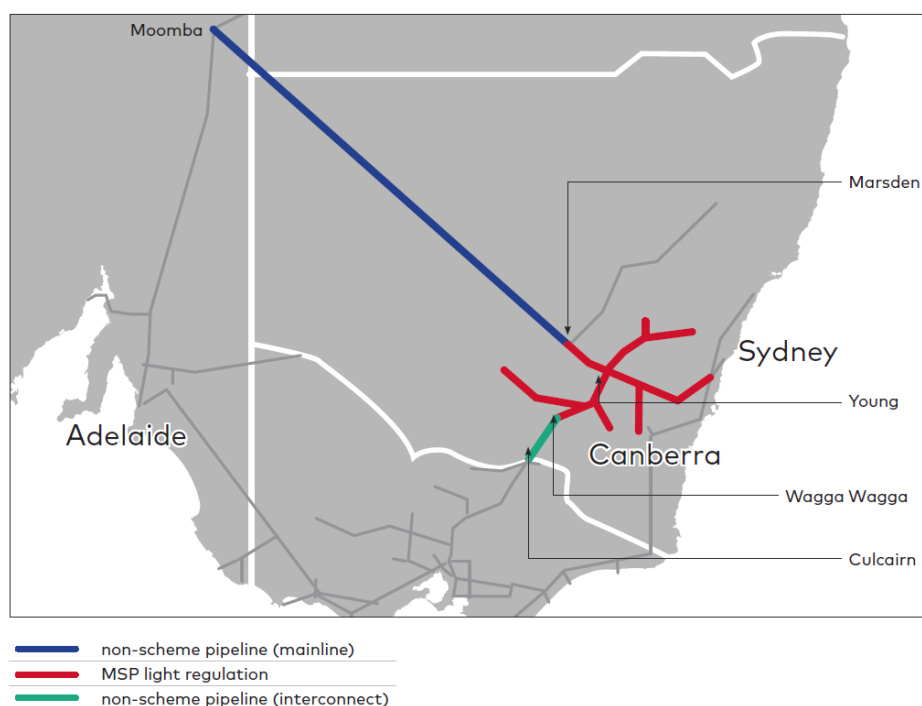 Moomba
Marsden
Sydney
Young
Adelaide
Canberra
Wagga Wagga
Culcairn
non-scheme pipeline (mainline)
MSP light regulation
non-scheme pipeline (interconnect)